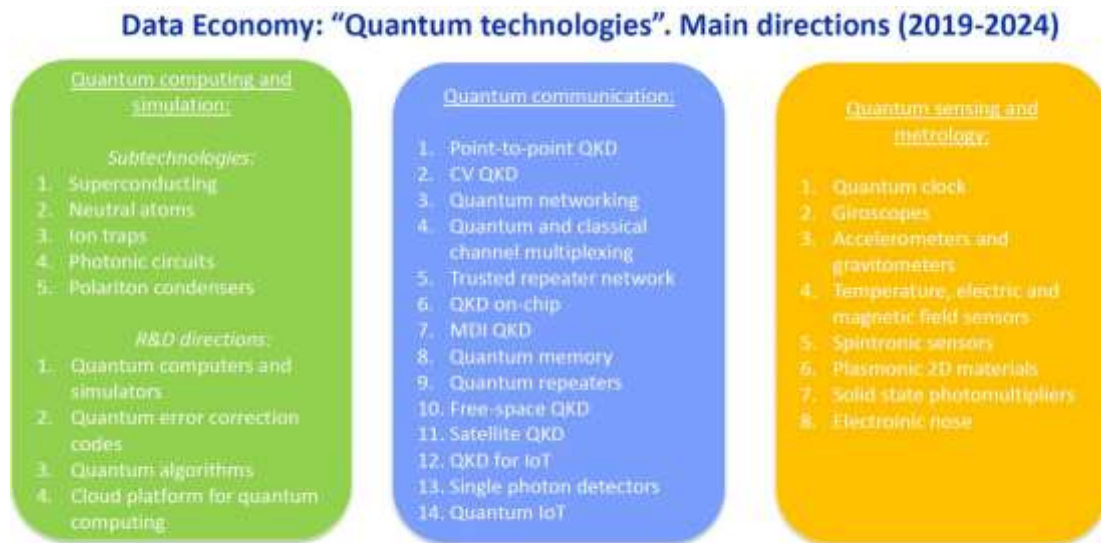 Data Economy: “Quantum technologies”. Main directions (2019-2024)
Quantum computing and
simulation:
Subtechnologies:
1. Superconducting
2. Neutral atoms
3. Ion traps
4. Photonic circuits
5. Polariton condensers
R&D directions:
1. Quantum computers and
simulators
2. Quantum error correction
codes
3. Quantum algorithms
4. Cloud platform for quantum
computing
Quantum communication:
1. Point-to-point QKD
2. CV QKD
3. Quantum networking
4. Quantum and classical
channel multiplexing
5. Trusted repeater network
6. QKD on-chip
7. MDI QKD
8. Quantum memory
9. Quantum repeaters
10. Free-space QKD
11. Satellite QKD
12. QKD for IoT
13. Single photon detectors
14. Quantum IoT
Quantum sensing and
metrology:
1. Quantum clock
2. Giroscopes
3. Accelerometers and
gravitometers
4. Temperature, electric and
magnetic field sensors
5. Spintronic sensors
6. Plasmonic 2D materials
7. Solid state photomultipliers
8. Electroinic nose